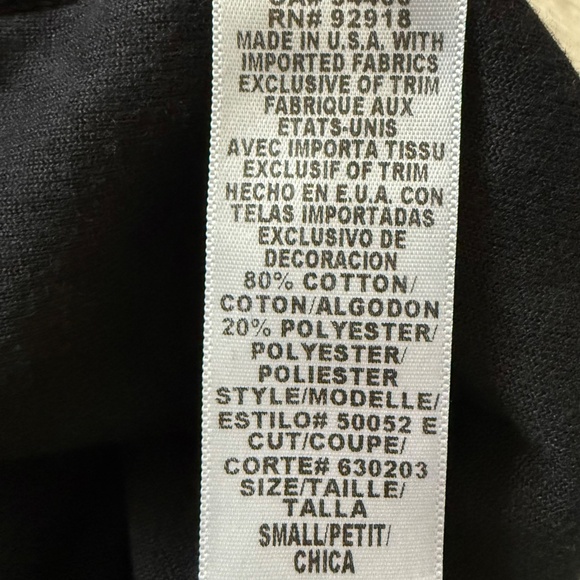 RN# 92918
MADE IN U.S.A. WITH
IMPORTED FABRICS
EXCLUSIVE OF TRIM
FABRIQUE AUX
ETATS-UNIS
AVEC IMPORTA TISSU
EXCLUSIF OF TRIM
HECHO EN E.U.A. CON
TELAS IMPORTADAS
EXCLUSIVO DE
DECORACION
80% COTTON/
COTON/ALGODON
20% POLYESTER/
POLYESTER/
POLIESTER
STYLE/MODELLE/
ESTILO# 50052 E
CUT/COUPE/
CORTE# 630203
SIZE/TAILLE/
TALLA
SMALL/PETIT/
CHICA